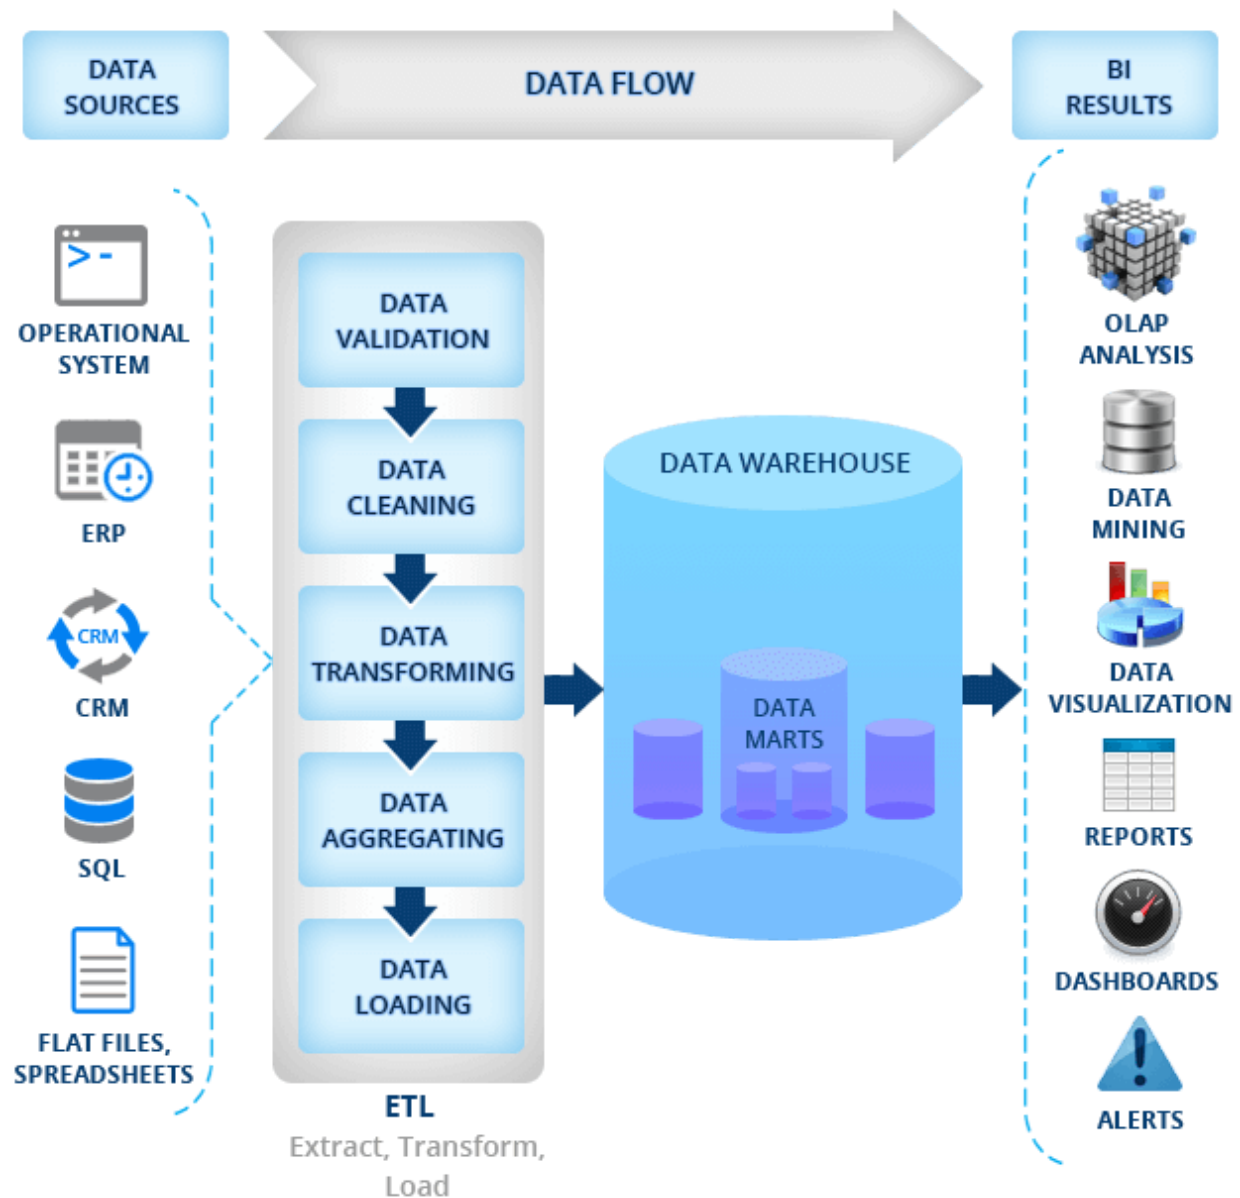 DATA
SOURCES
DATA FLOW
BI
RESULTS
>-
OPERATIONAL
SYSTEM
ERP
CRM
CRM
SQL
FLAT FILES,
SPREADSHEETS
DATA
VALIDATION
DATA
CLEANING
DATA
TRANSFORMING
DATA
AGGREGATING
DATA
LOADING
ETL
Extract, Transform,
Load
DATA WAREHOUSE
DATA
MARTS
OLAP
ANALYSIS
DATA
MINING
DATA
VISUALIZATION
REPORTS
DASHBOARDS
!
ALERTS